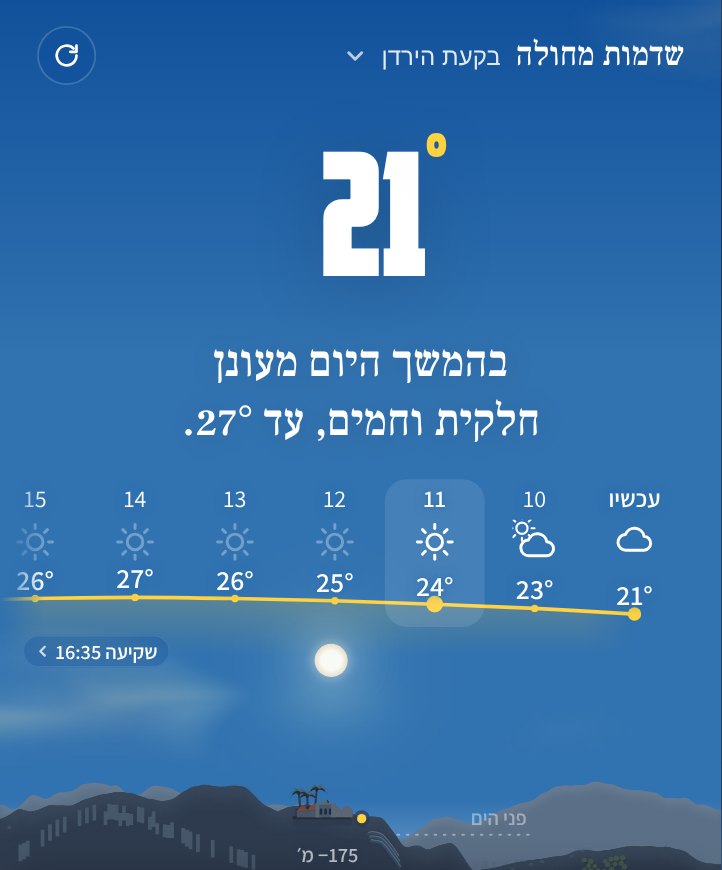 שדמות מחולה בקעת הירדן
21°
בהמשך היום מעונן
חלקית וחמים, עד 27°.
עכשיו 10 11 12 13 14 15
21° 23° 24° 25° 26° 27° 26°
שקיעה 16:35
פני הים
−175 מ׳